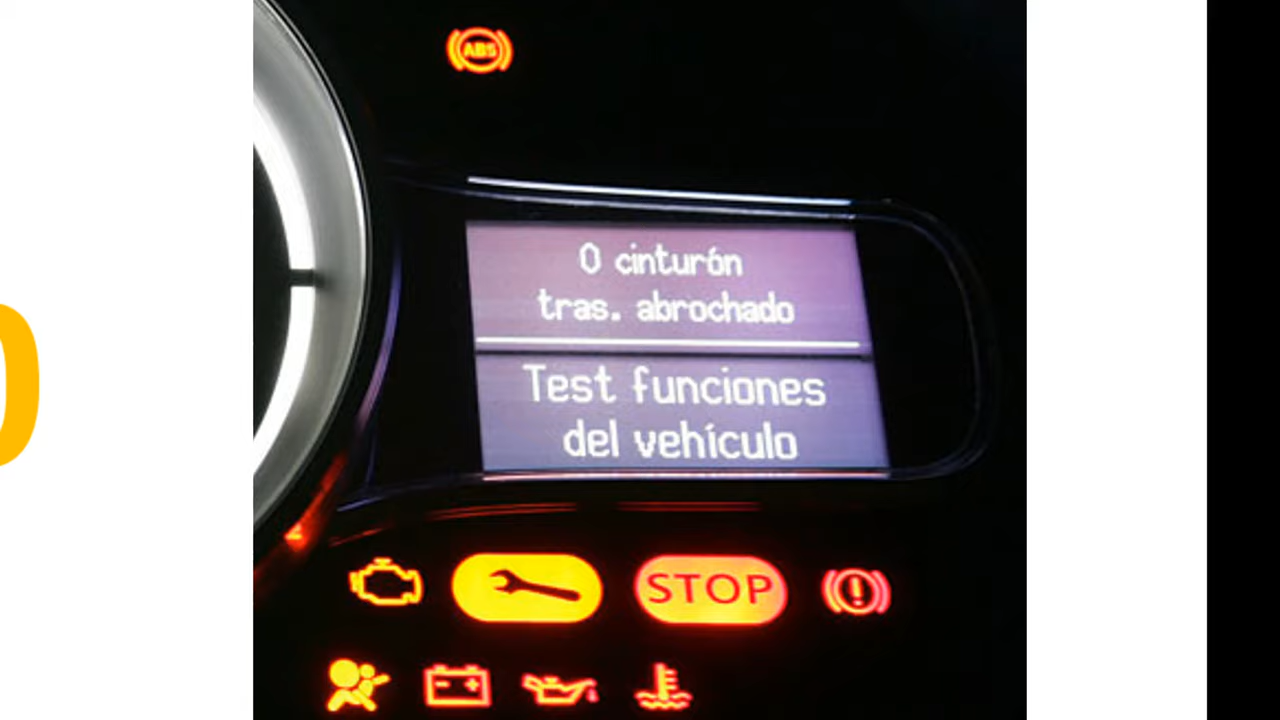 ABS
0 cinturón
tras. abrochado
Test funciones
del vehículo
STOP